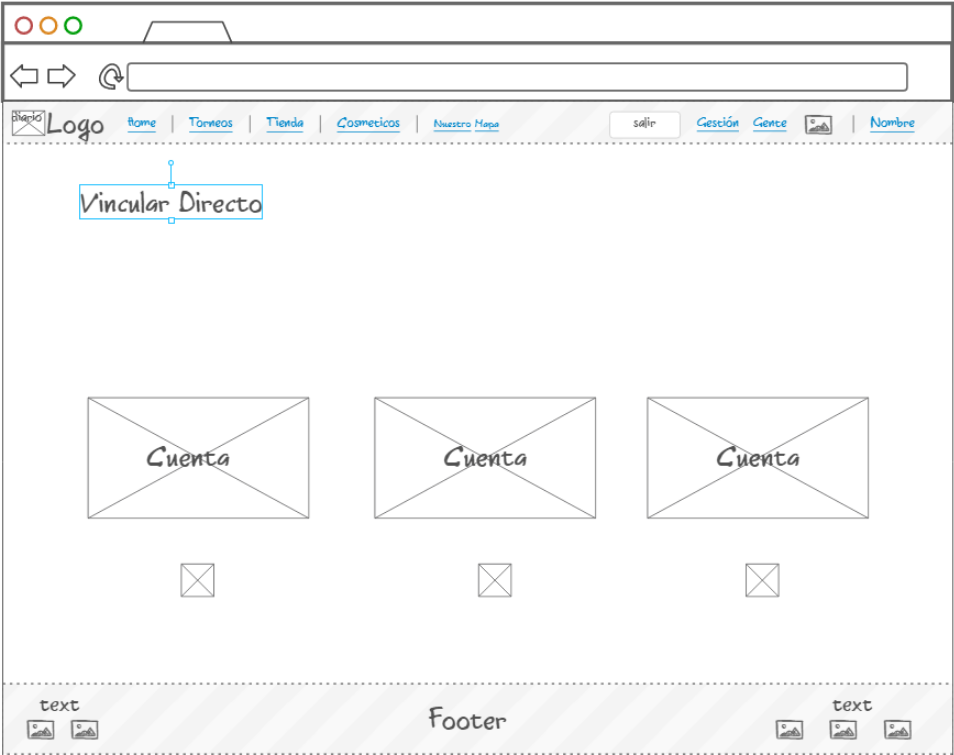 diario Logo Home | Torneos | Tienda | Cosmeticos | Nuestro Mapa salir Gestión Gente | Nombre
Vincular Directo
Cuenta Cuenta Cuenta
text text
Footer